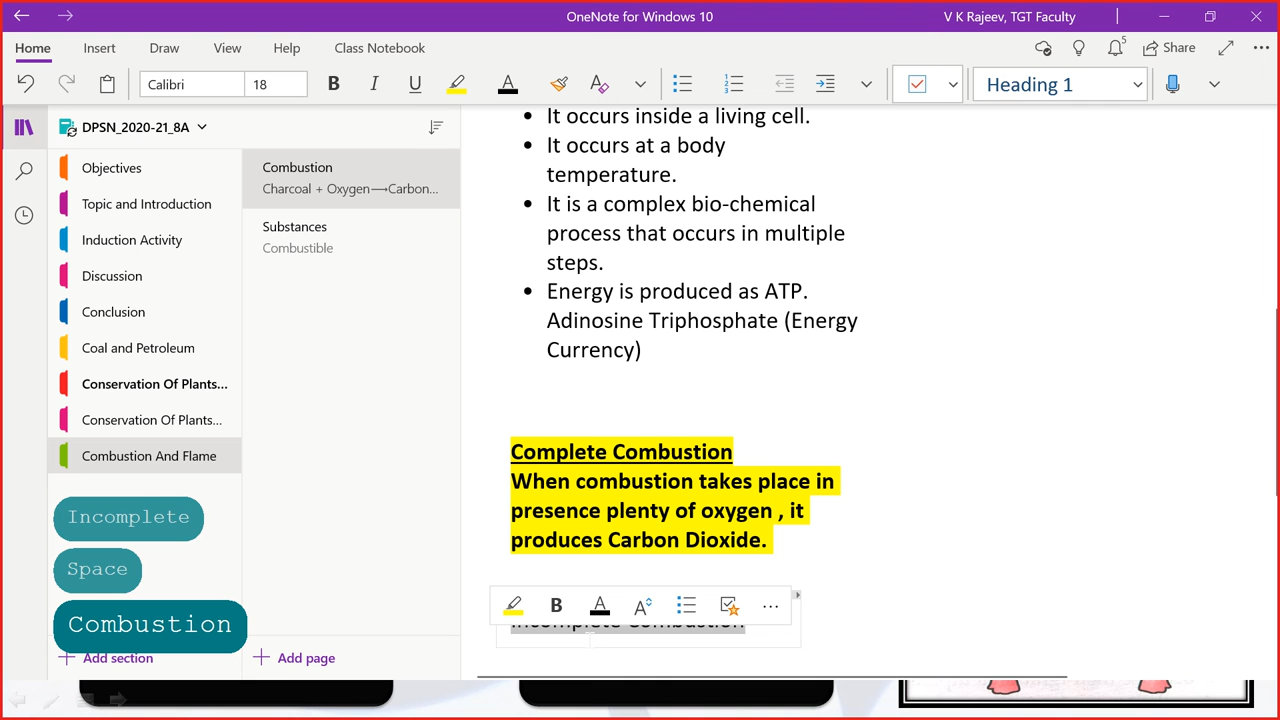 OneNote for Windows 10
V K Rajeev, TGT Faculty
Home
Insert
Draw
View
Help
Class Notebook
5
Share
Calibri
18
B
I
U
A
A
Heading 1
DPSN_2020-21_8A
Objectives
Topic and Introduction
Induction Activity
Discussion
Conclusion
Coal and Petroleum
Conservation Of Plants...
Conservation Of Plants...
Combustion And Flame
Incomplete
Space
Combustion
Add section
Combustion
Charcoal + Oxygen⟶Carbon...
Substances
Combustible
Add page
• It occurs inside a living cell.
• It occurs at a body
temperature.
• It is a complex bio-chemical
process that occurs in multiple
steps.
• Energy is produced as ATP.
Adinosine Triphosphate (Energy
Currency)
Complete Combustion
When combustion takes place in
presence plenty of oxygen , it
produces Carbon Dioxide.
B
A
A
Incomplete Combustion